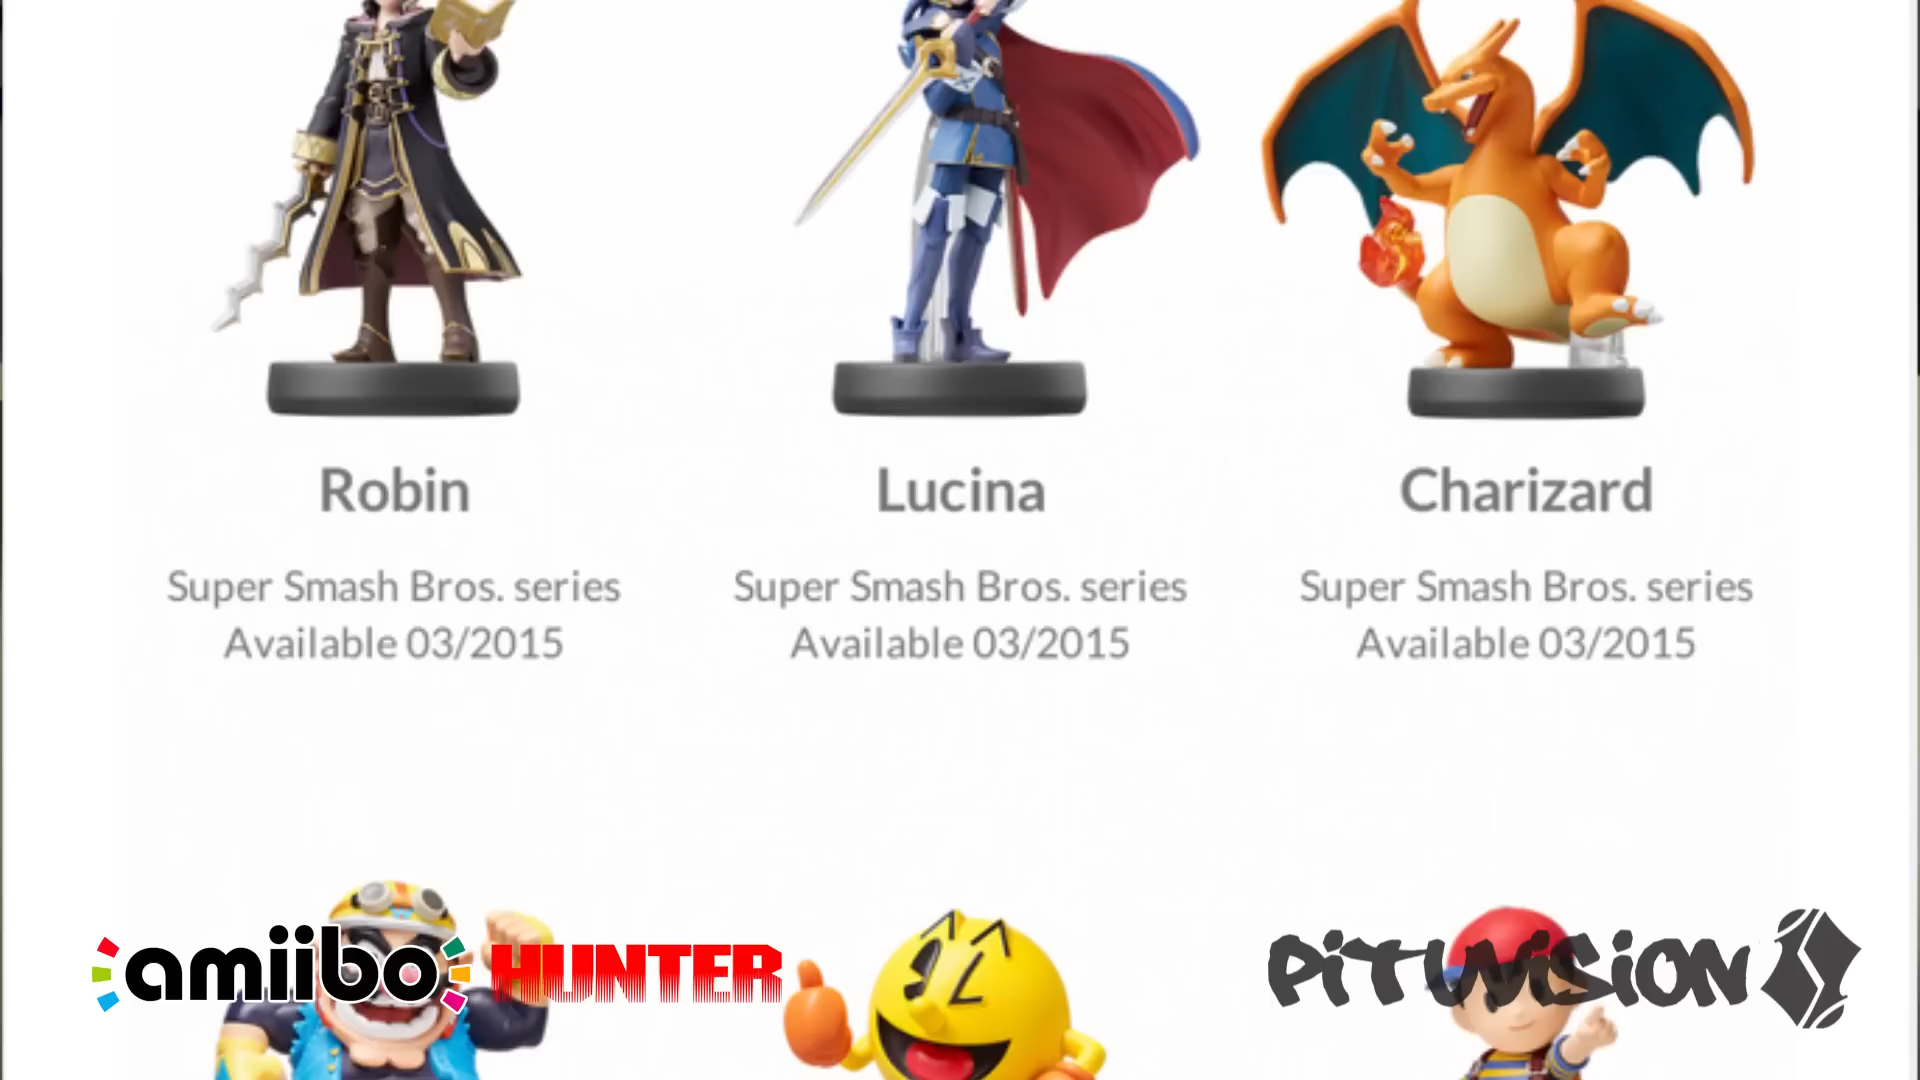 Robin
Lucina
Charizard
Super Smash Bros. series
Available 03/2015
Super Smash Bros. series
Available 03/2015
Super Smash Bros. series
Available 03/2015
amiibo HUNTER
PiTUViSiON